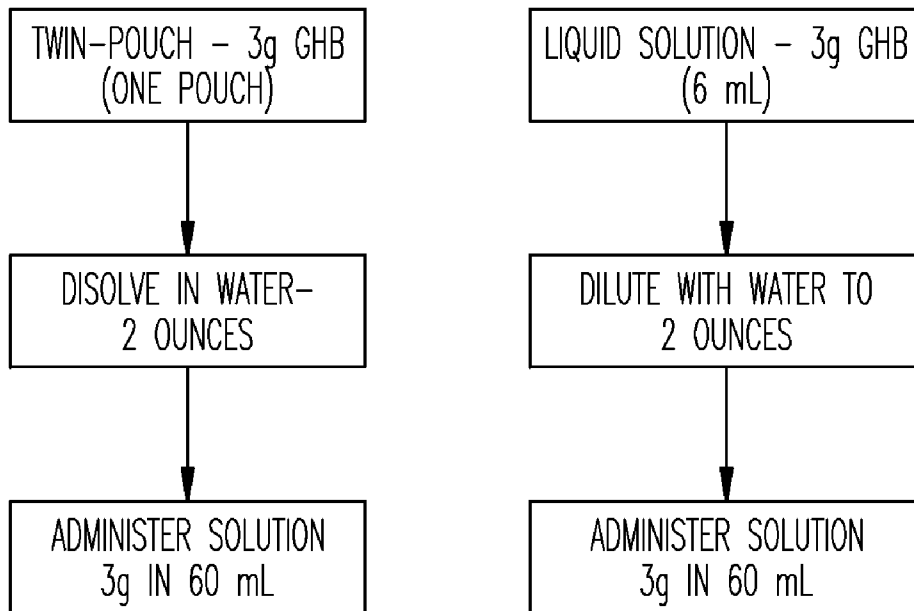 TWIN-POUCH - 3g GHB
(ONE POUCH)
DISOLVE IN WATER-
2 OUNCES
ADMINISTER SOLUTION
3g IN 60 mL
LIQUID SOLUTION - 3g GHB
(6 mL)
DILUTE WITH WATER TO
2 OUNCES
ADMINISTER SOLUTION
3g IN 60 mL